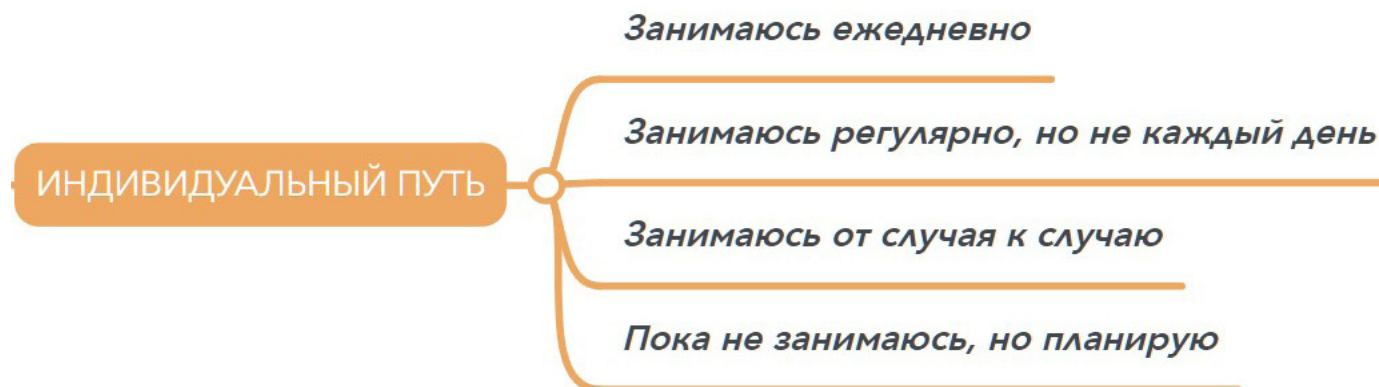 Занимаюсь ежедневно
Занимаюсь регулярно, но не каждый день
ИНДИВИДУАЛЬНЫЙ ПУТЬ
Занимаюсь от случая к случаю
Пока не занимаюсь, но планирую